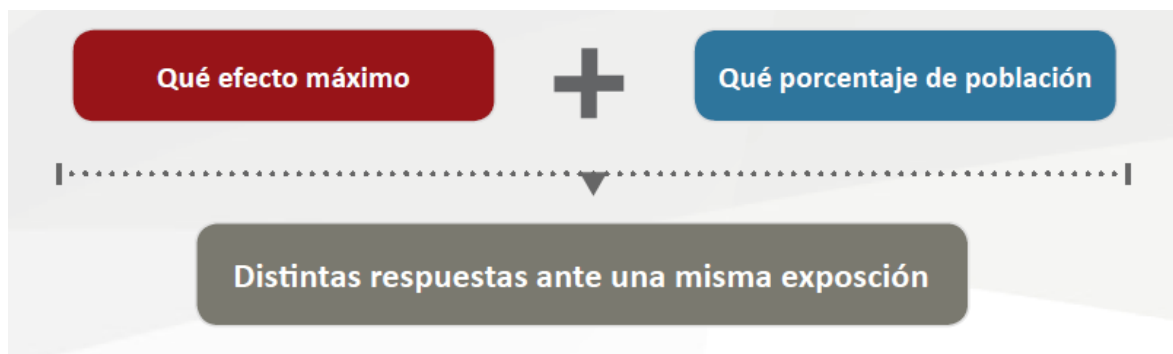 Qué efecto máximo
Qué porcentaje de población
Distintas respuestas ante una misma exposción